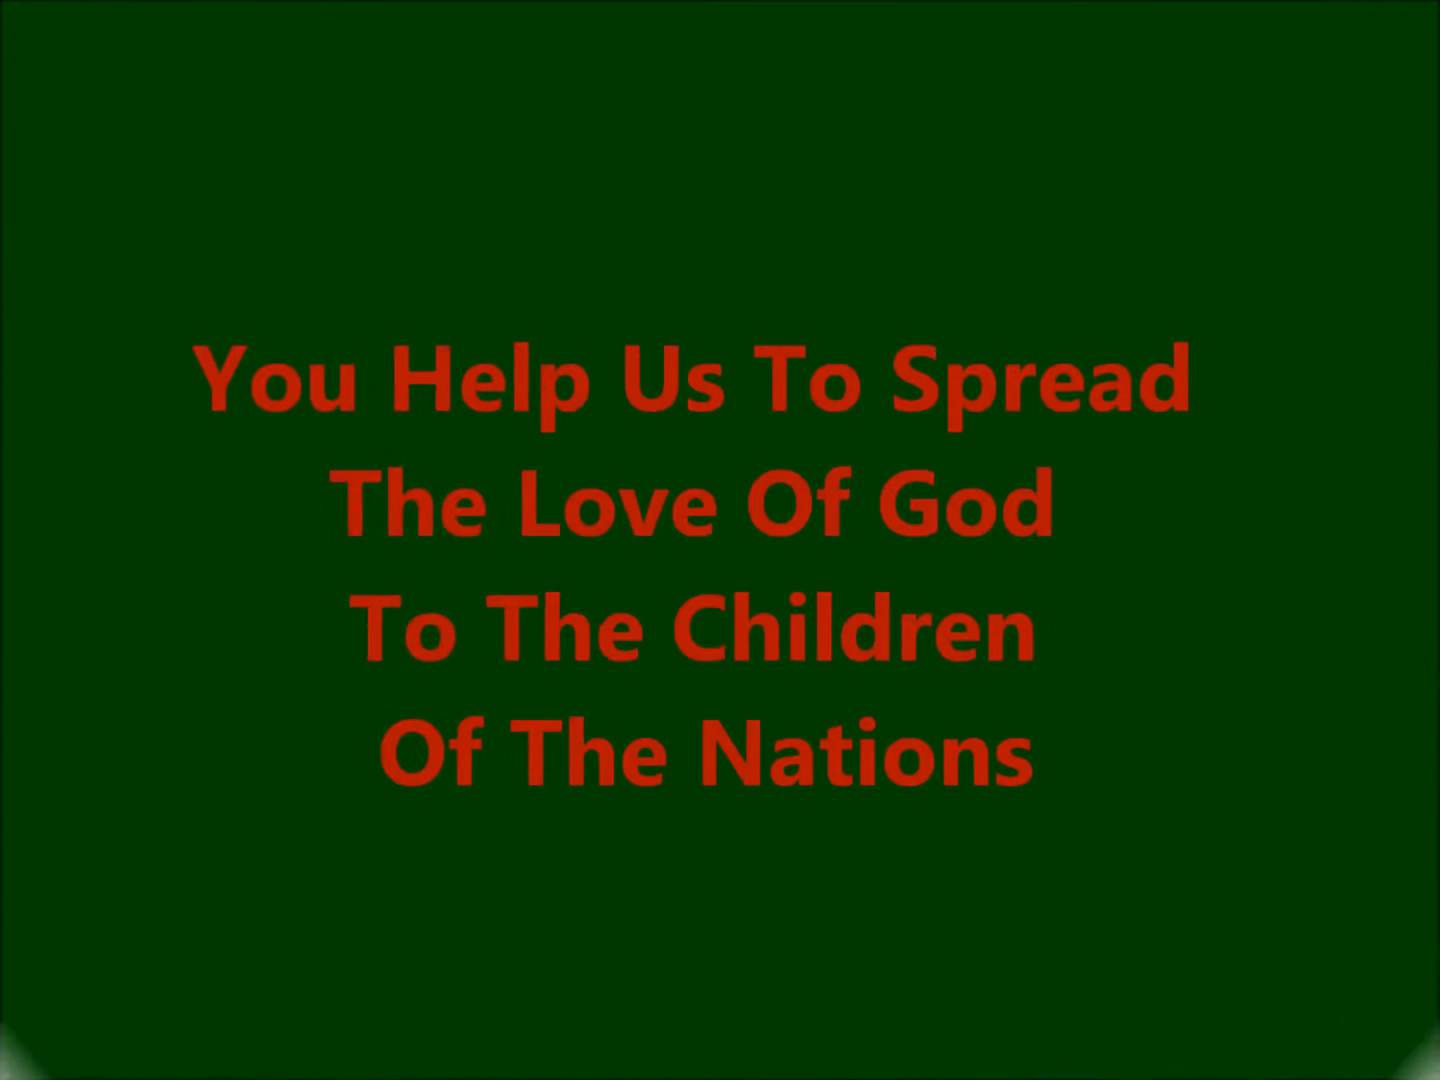 You Help Us To Spread
The Love Of God
To The Children
Of The Nations